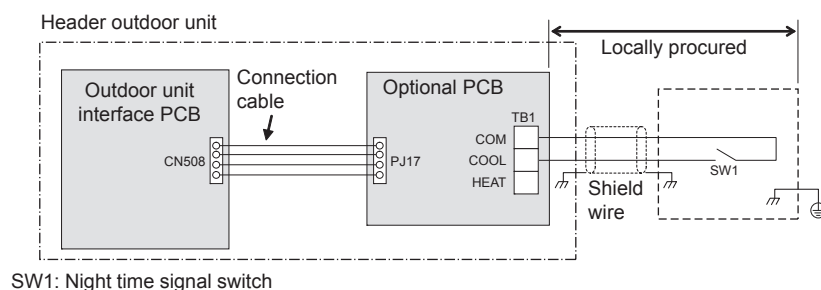 Header outdoor unit
Locally procured
Outdoor unit
interface PCB
Connection
cable
Optional PCB
TB1
COM
CN508
PJ17
COOL
SW1
HEAT
Shield
wire
SW1: Night time signal switch